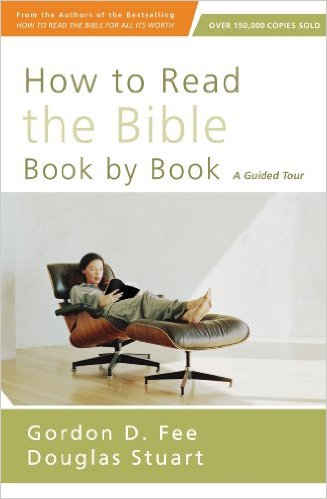 From the Authors of the Bestselling
HOW TO READ THE BIBLE FOR ALL ITS WORTH
OVER 150,000 COPIES SOLD
How to Read
the Bible
Book by Book A Guided Tour
Gordon D. Fee
Douglas Stuart